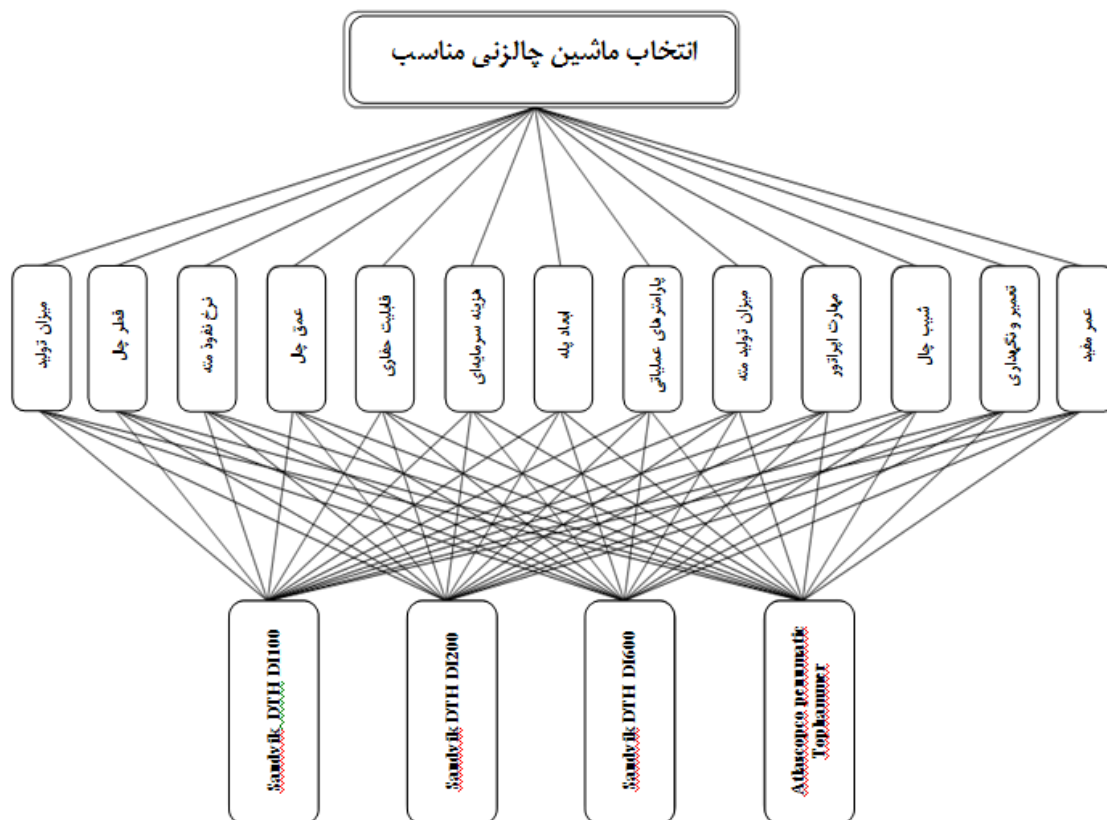 انتخاب ماشین چالزنی مناسب
عمر مفید
تعمیر و نگهداری
شیب چال
مهارت اپراتور
میزان تولید مته
پارامترهای عملیاتی
ابعاد پله
هزینه سرمایه‌ای
قابلیت حفاری
عمق چال
نرخ نفوذ مته
قطر چال
میزان تولید
Sandvik DTH DI100
Sandvik DTH DI200
Sandvik DTH DI600
Atlascopco penumatic
Tophammer